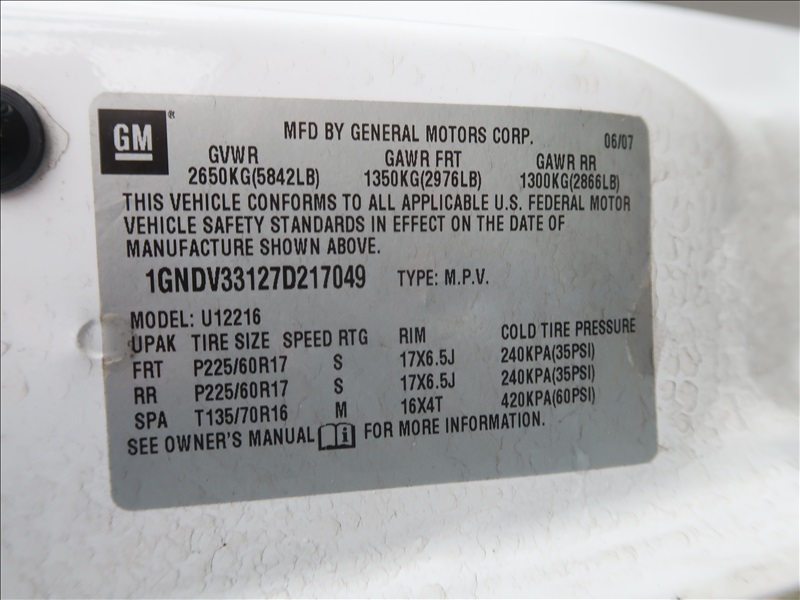 GM®
MFD BY GENERAL MOTORS CORP. 06/07
GVWR GAWR FRT GAWR RR
2650KG(5842LB) 1350KG(2976LB) 1300KG(2866LB)
THIS VEHICLE CONFORMS TO ALL APPLICABLE U.S. FEDERAL MOTOR
VEHICLE SAFETY STANDARDS IN EFFECT ON THE DATE OF
MANUFACTURE SHOWN ABOVE.
1GNDV33127D217049 TYPE: M.P.V.
MODEL: U12216
UPAK TIRE SIZE SPEED RTG RIM COLD TIRE PRESSURE
FRT P225/60R17 S 17X6.5J 240KPA(35PSI)
RR P225/60R17 S 17X6.5J 240KPA(35PSI)
SPA T135/70R16 M 16X4T 420KPA(60PSI)
SEE OWNER'S MANUAL i FOR MORE INFORMATION.